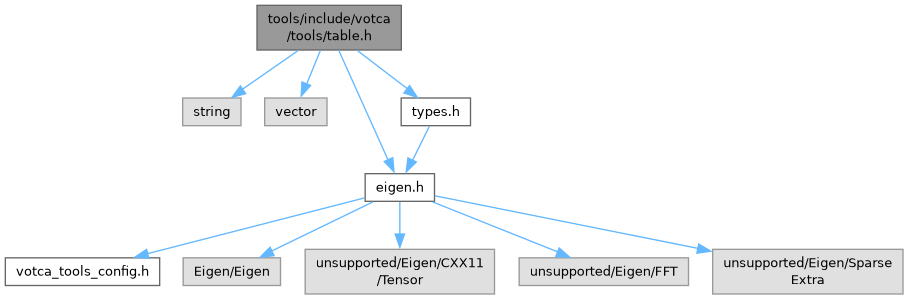 tools/include/votca
/tools/table.h
string
vector
types.h
eigen.h
votca_tools_config.h
Eigen/Eigen
unsupported/Eigen/CXX11
/Tensor
unsupported/Eigen/FFT
unsupported/Eigen/Sparse
Extra